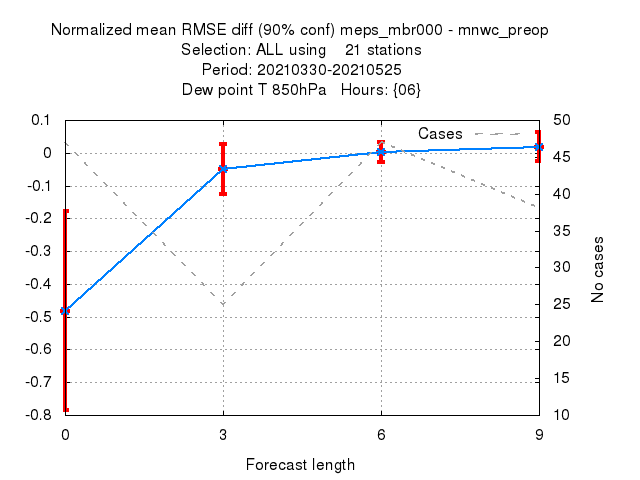 Normalized mean RMSE diff (90% conf) meps_mbr000 - mnwc_preop
Selection: ALL using    21 stations
Period: 20210330-20210525
Dew point T 850hPa   Hours: {06}
Cases
0.1
0
-0.1
-0.2
-0.3
-0.4
-0.5
-0.6
-0.7
-0.8
50
45
40
35
30
25
20
15
10
No cases
0 3 6 9
Forecast length